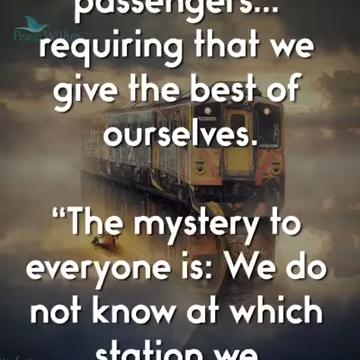 passengers...
requiring that we
give the best of
ourselves.
“The mystery to
everyone is: We do
not know at which
station we